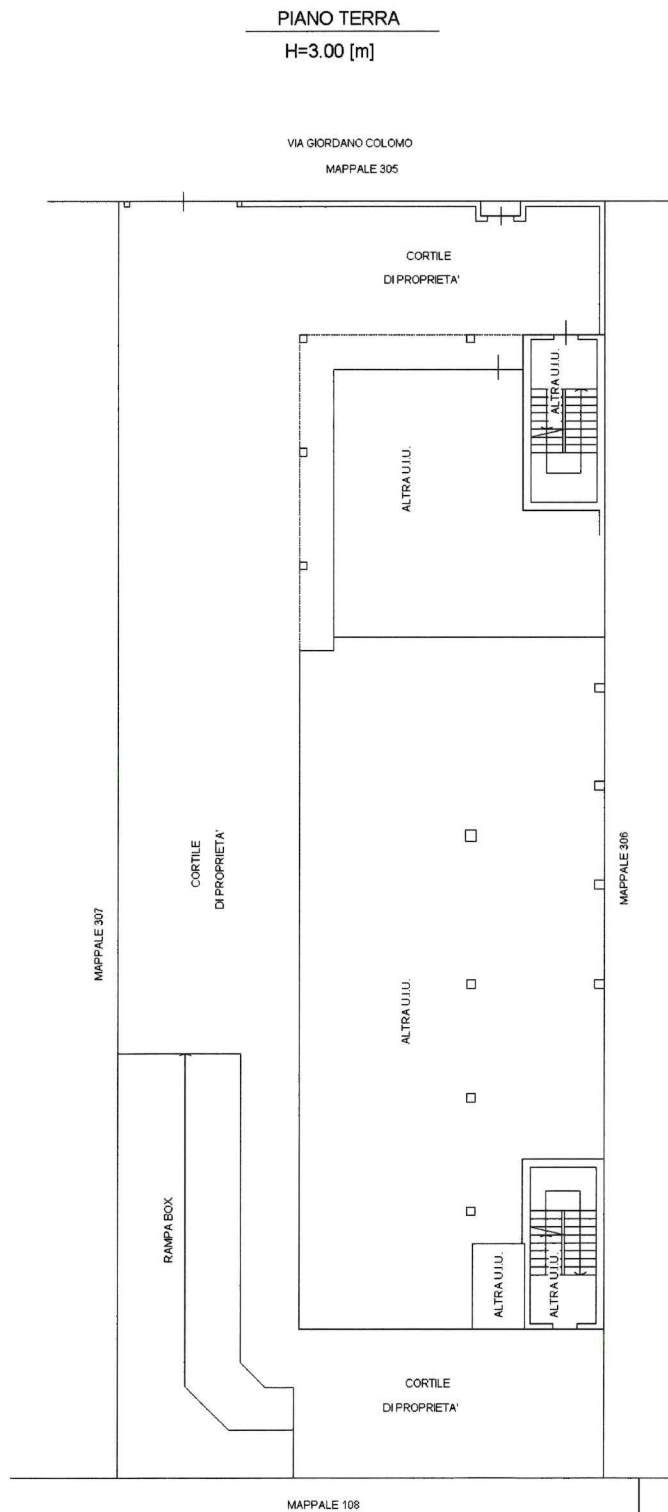 PIANO TERRA
H=3.00 [m]
VIA GIORDANO COLOMO
MAPPALE 305
CORTILE
DI PROPRIETA'
ALTRA U.I.U.
ALTRA U.I.U.
CORTILE
DI PROPRIETA'
MAPPALE 307
MAPPALE 306
ALTRA U.I.U.
RAMPA BOX
ALTRA U.I.U.
ALTRA U.I.U.
CORTILE
DI PROPRIETA'
MAPPALE 108